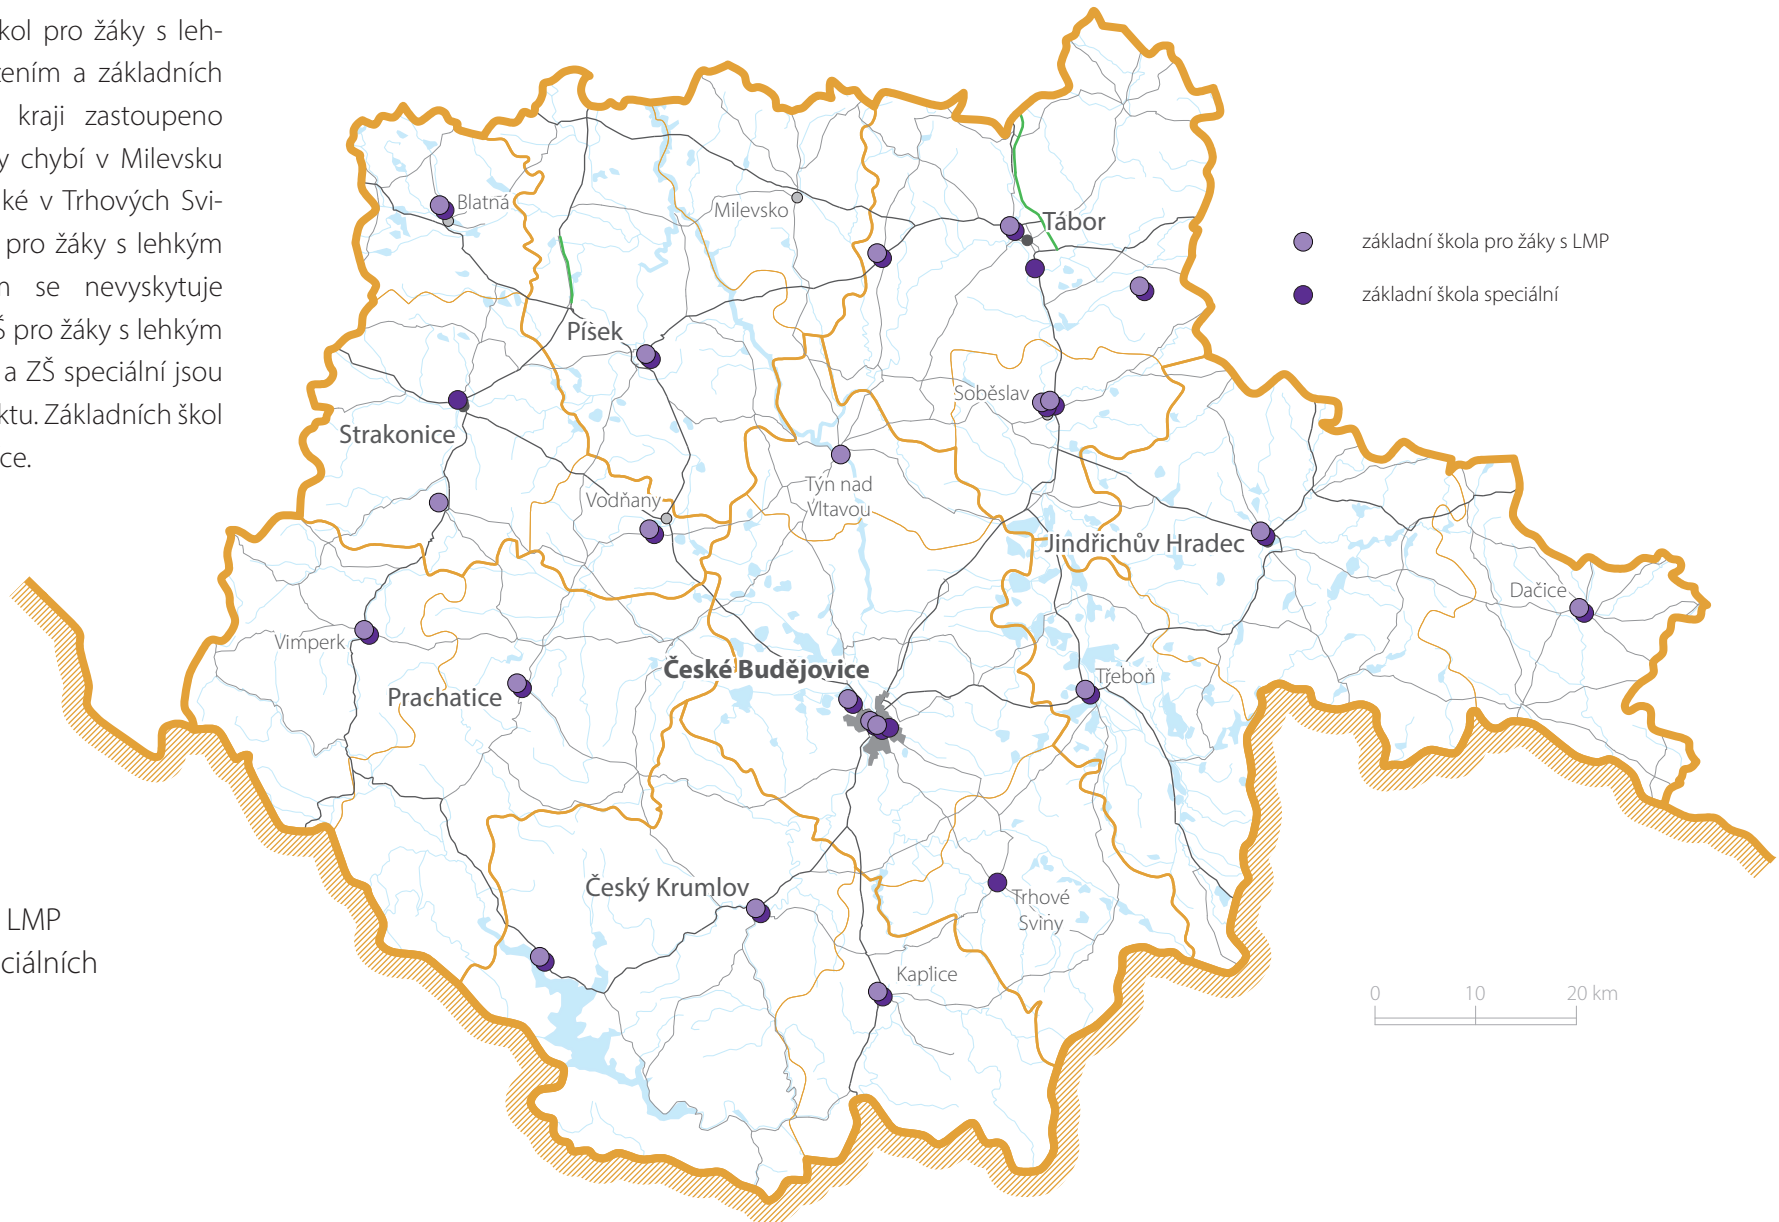 kol pro žáky s leh-
ením a základních
kraji zastoupeno
y chybí v Milevsku
ké v Trhových Svi-
pro žáky s lehkým
m se nevyskytuje
Š pro žáky s lehkým
a ZŠ speciální jsou
ktu. Základních škol
ce.
LMP
ciálních
Blatná
Milevsko
Tábor
Písek
Soběslav
Strakonice
Týn nad
Vltavou
Vodňany
Jindřichův Hradec
Dačice
Vimperk
České Budějovice
Třeboň
Prachatice
Český Krumlov
Trhové
Sviny
Kaplice
základní škola pro žáky s LMP
základní škola speciální
0 10 20 km